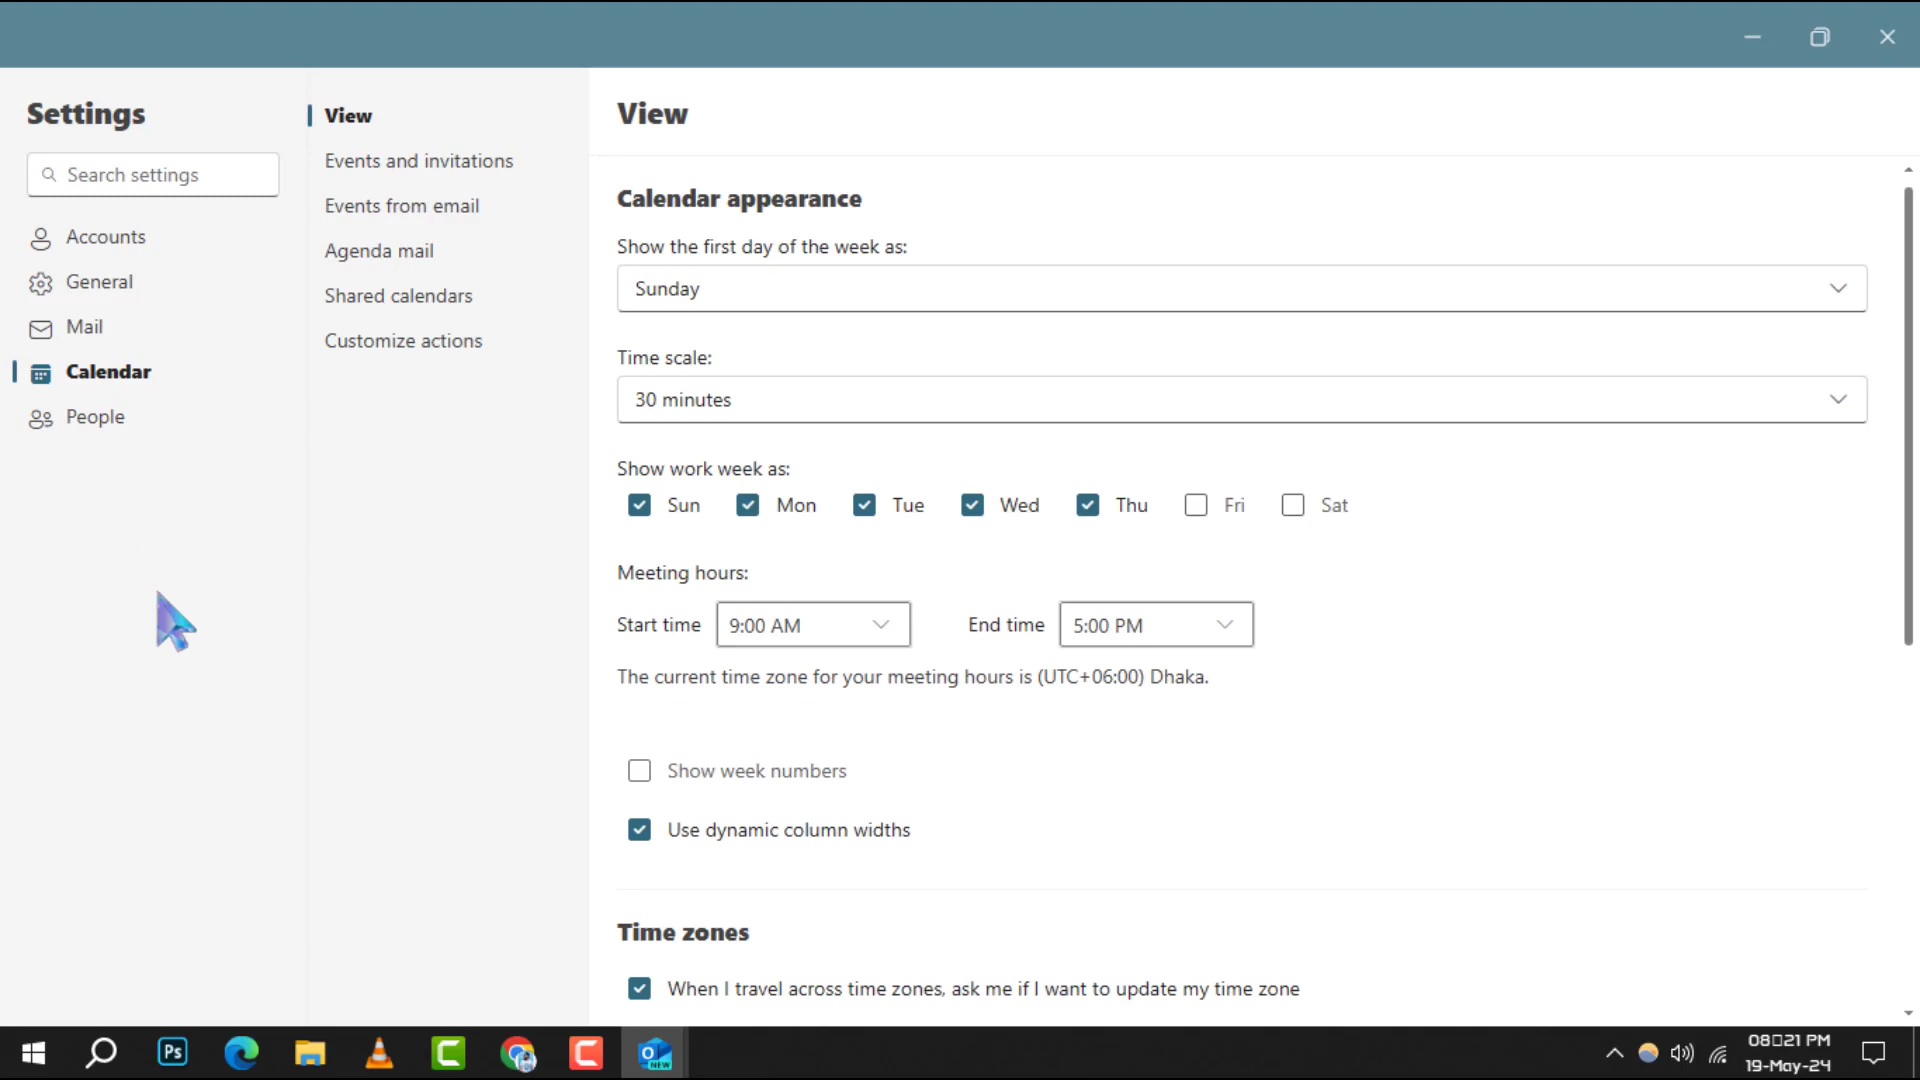 Settings
Search settings
Accounts
General
Mail
Calendar
People
View
Events and invitations
Events from email
Agenda mail
Shared calendars
Customize actions
View
Calendar appearance
Show the first day of the week as:
Sunday
Time scale:
30 minutes
Show work week as:
Sun Mon Tue Wed Thu Fri Sat
Meeting hours:
Start time 9:00 AM End time 5:00 PM
The current time zone for your meeting hours is (UTC+06:00) Dhaka.
Show week numbers
Use dynamic column widths
Time zones
When I travel across time zones, ask me if I want to update my time zone
Ps
NEW
08▯21 PM
19-May-24